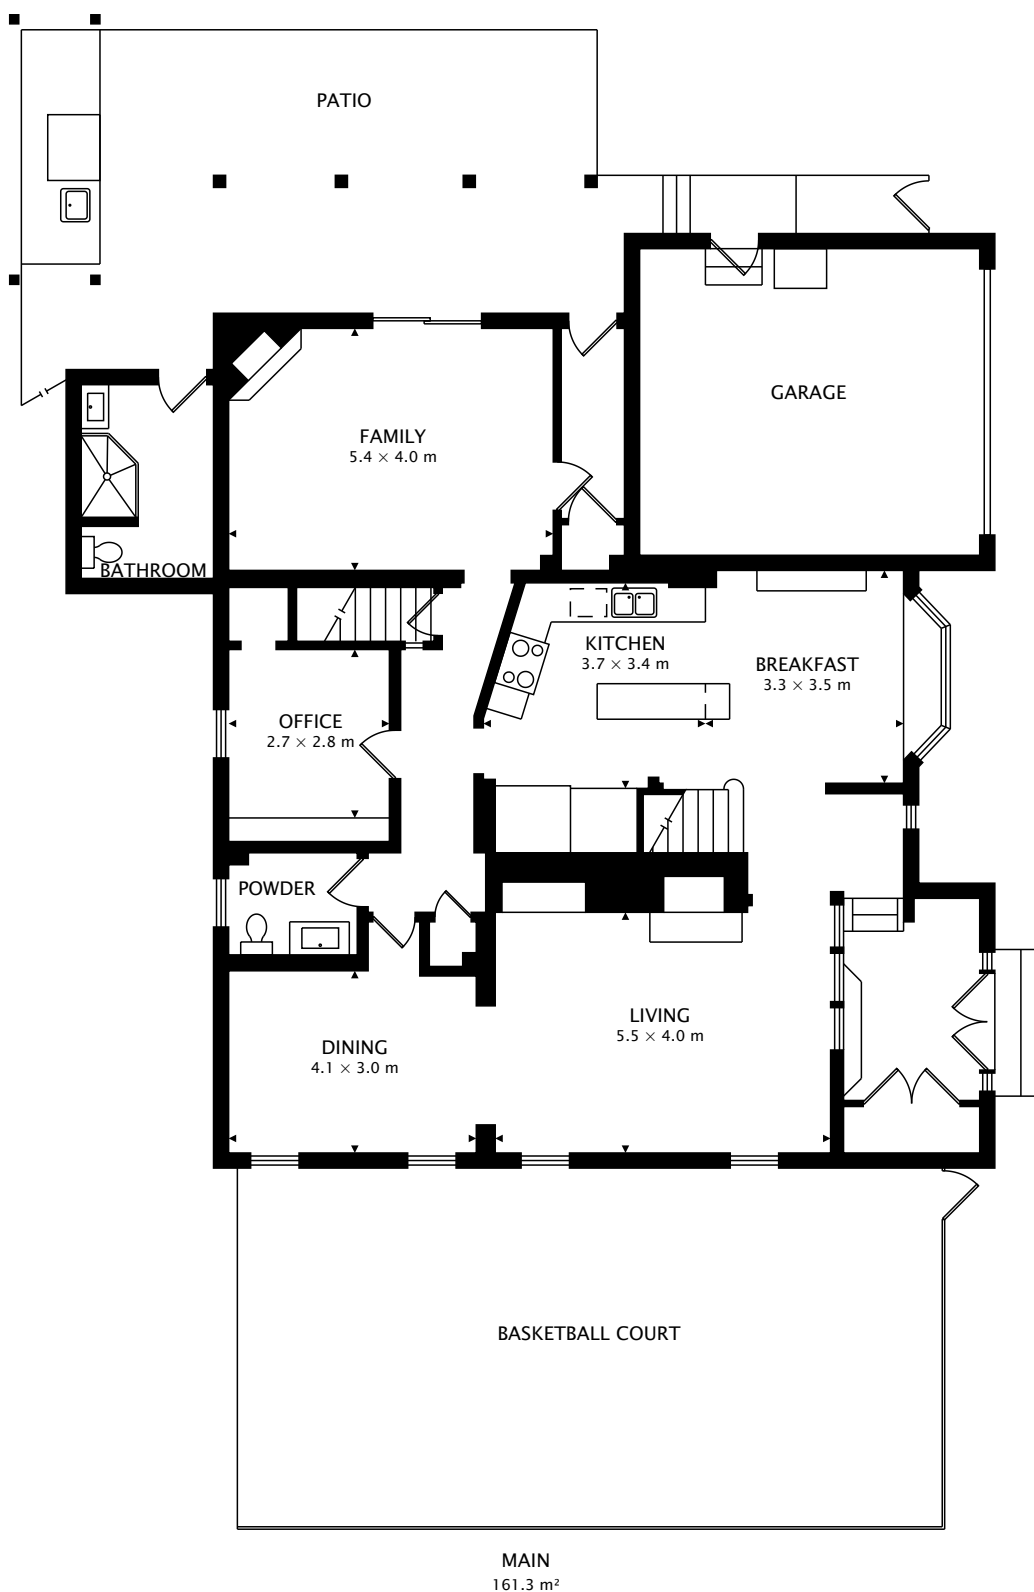 PATIO
GARAGE
FAMILY
5.4 × 4.0 m
BATHROOM
KITCHEN
3.7 × 3.4 m
BREAKFAST
3.3 × 3.5 m
OFFICE
2.7 × 2.8 m
POWDER
LIVING
5.5 × 4.0 m
DINING
4.1 × 3.0 m
BASKETBALL COURT
MAIN
161.3 m²